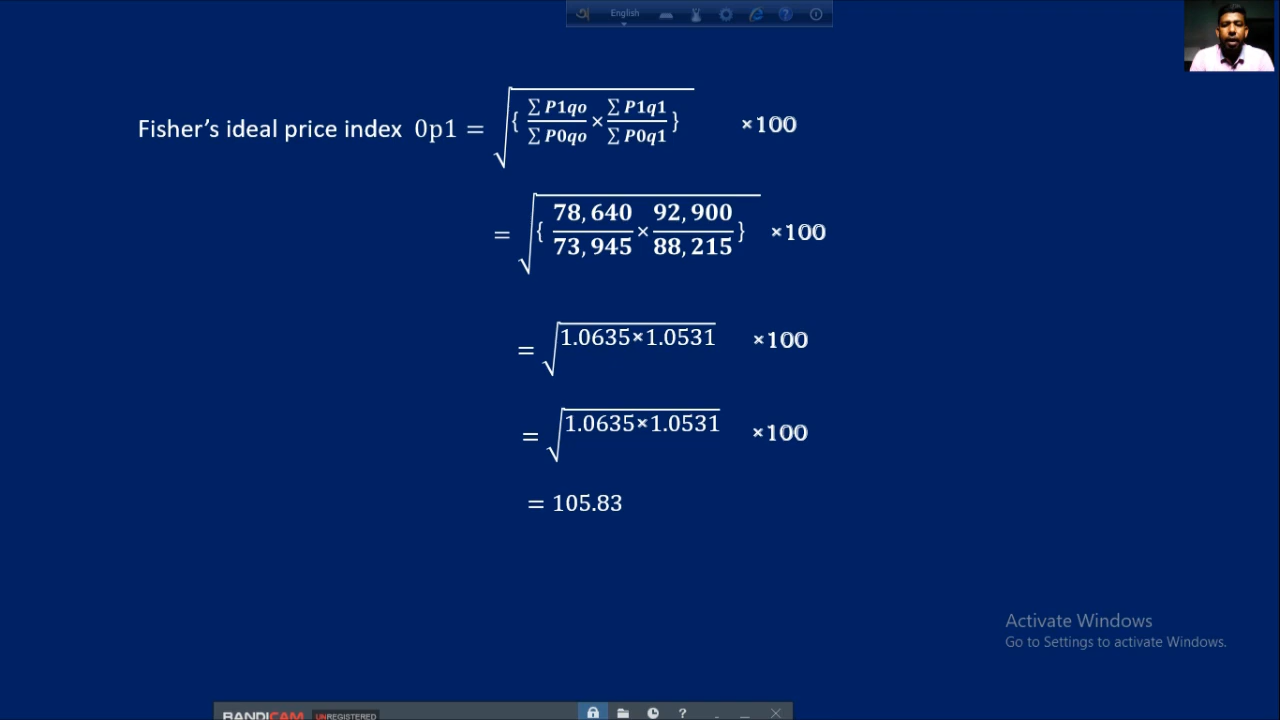 English
Fisher's ideal price index 0p1 = √{ ∑ P1qo / ∑ P0qo × ∑ P1q1 / ∑ P0q1 } ×100
= √{ 78,640 / 73,945 × 92,900 / 88,215 } ×100
= √1.0635×1.0531 ×100
= √1.0635×1.0531 ×100
= 105.83
Activate Windows
Go to Settings to activate Windows.
BANDICAM UNREGISTERED